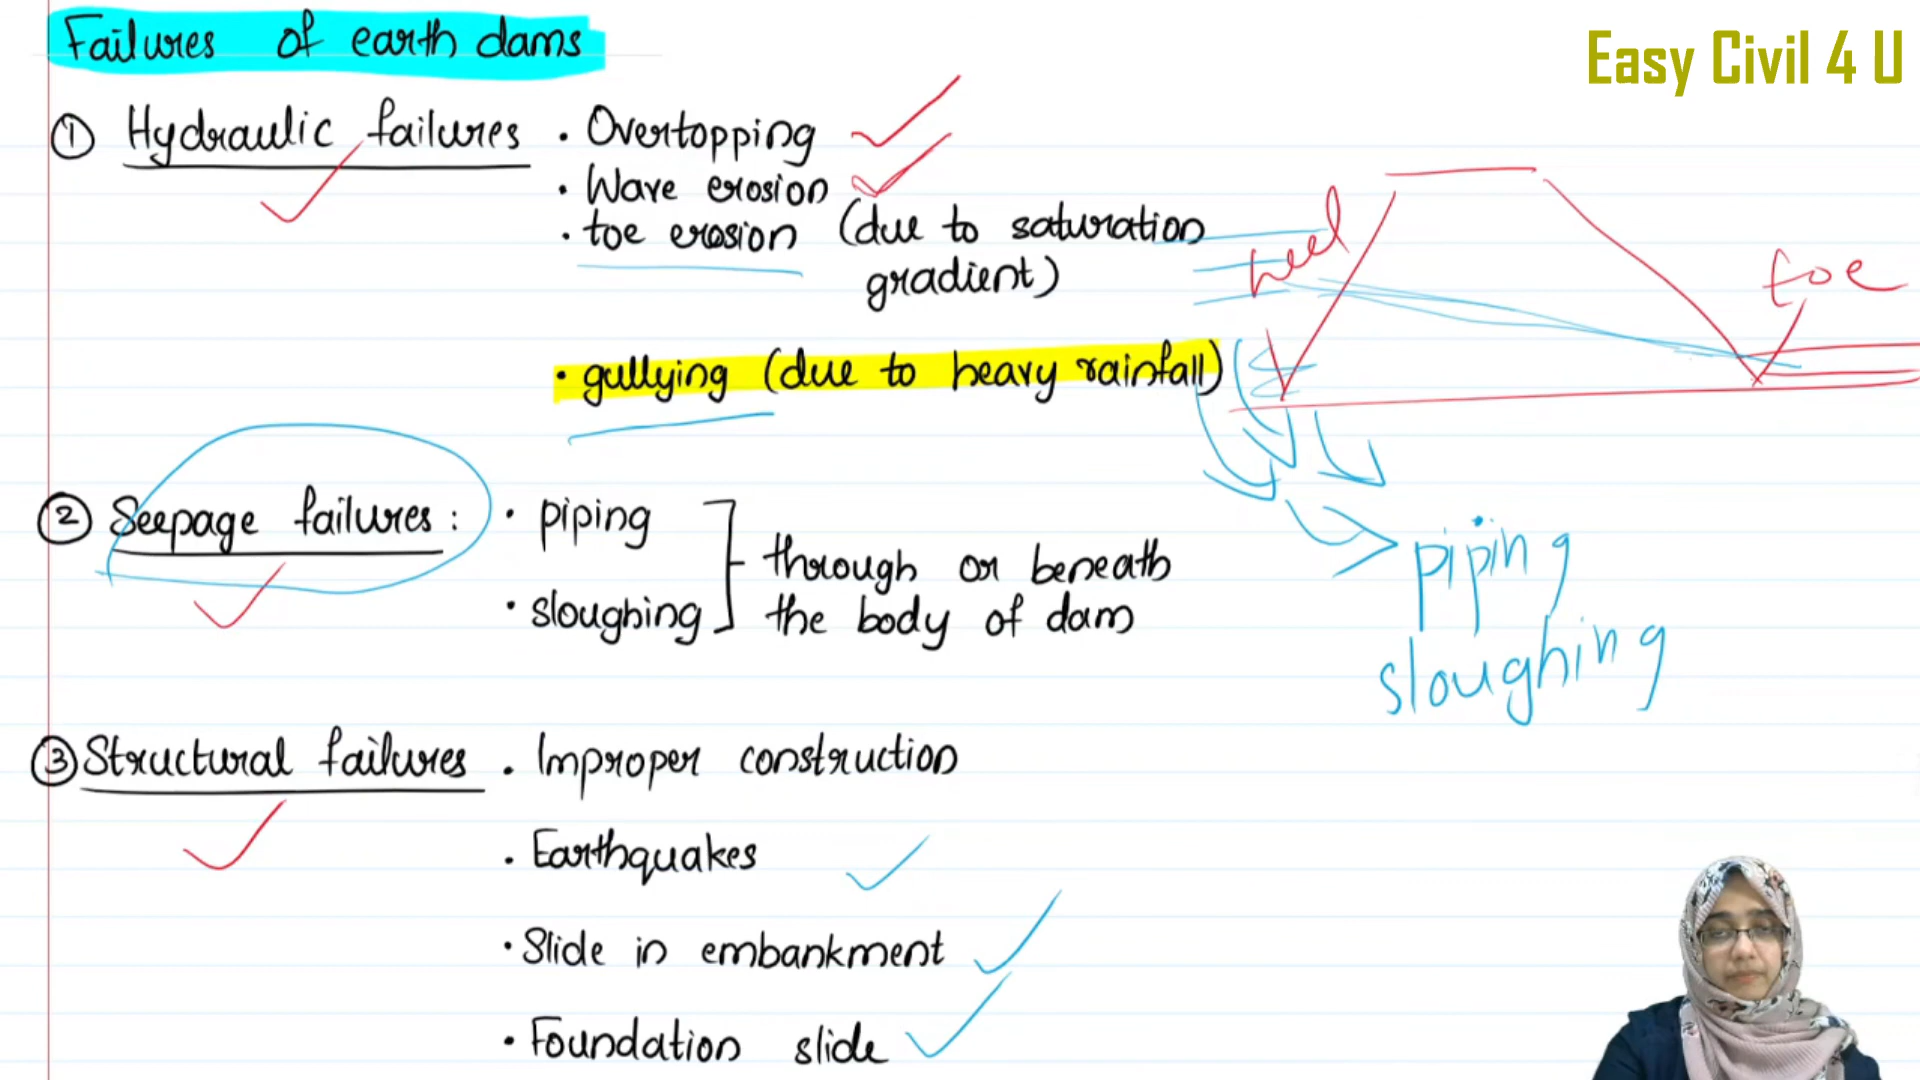 Failures of earth dams
Easy Civil 4 U
① Hydraulic failures • Overtopping
• Wave erosion
• toe erosion (due to saturation
gradient)
heel
toe
• gullying (due to heavy rainfall)
② Seepage failures : • piping
• sloughing
through or beneath
the body of dam
piping
sloughing
③ Structural failures • Improper construction
• Earthquakes
• Slide in embankment
• Foundation slide